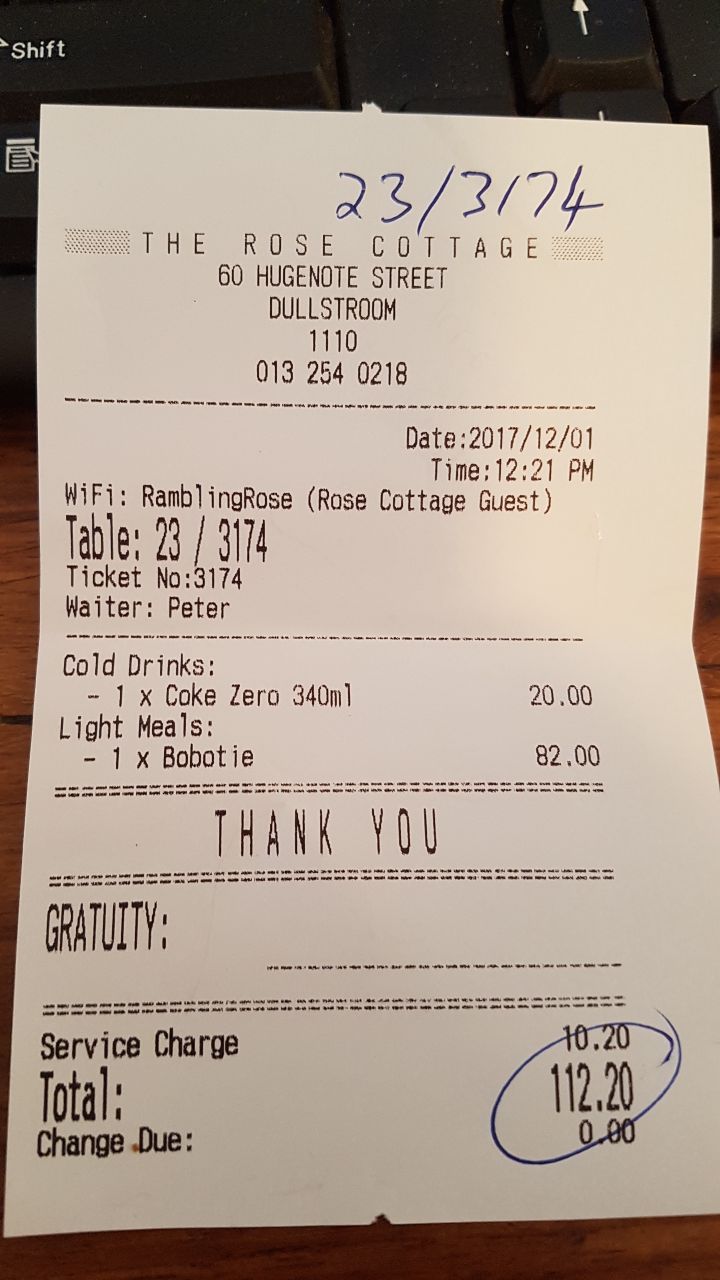 Shift
23/3174
THE ROSE COTTAGE
60 HUGENOTE STREET
DULLSTROOM
1110
013 254 0218
Date:2017/12/01
Time:12:21 PM
WiFi: RamblingRose (Rose Cottage Guest)
Table: 23 / 3174
Ticket No:3174
Waiter: Peter
Cold Drinks:
- 1 x Coke Zero 340ml 20.00
Light Meals:
- 1 x Bobotie 82.00
THANK YOU
GRATUITY:
Service Charge 10.20
Total: 112.20
Change Due: 0.00